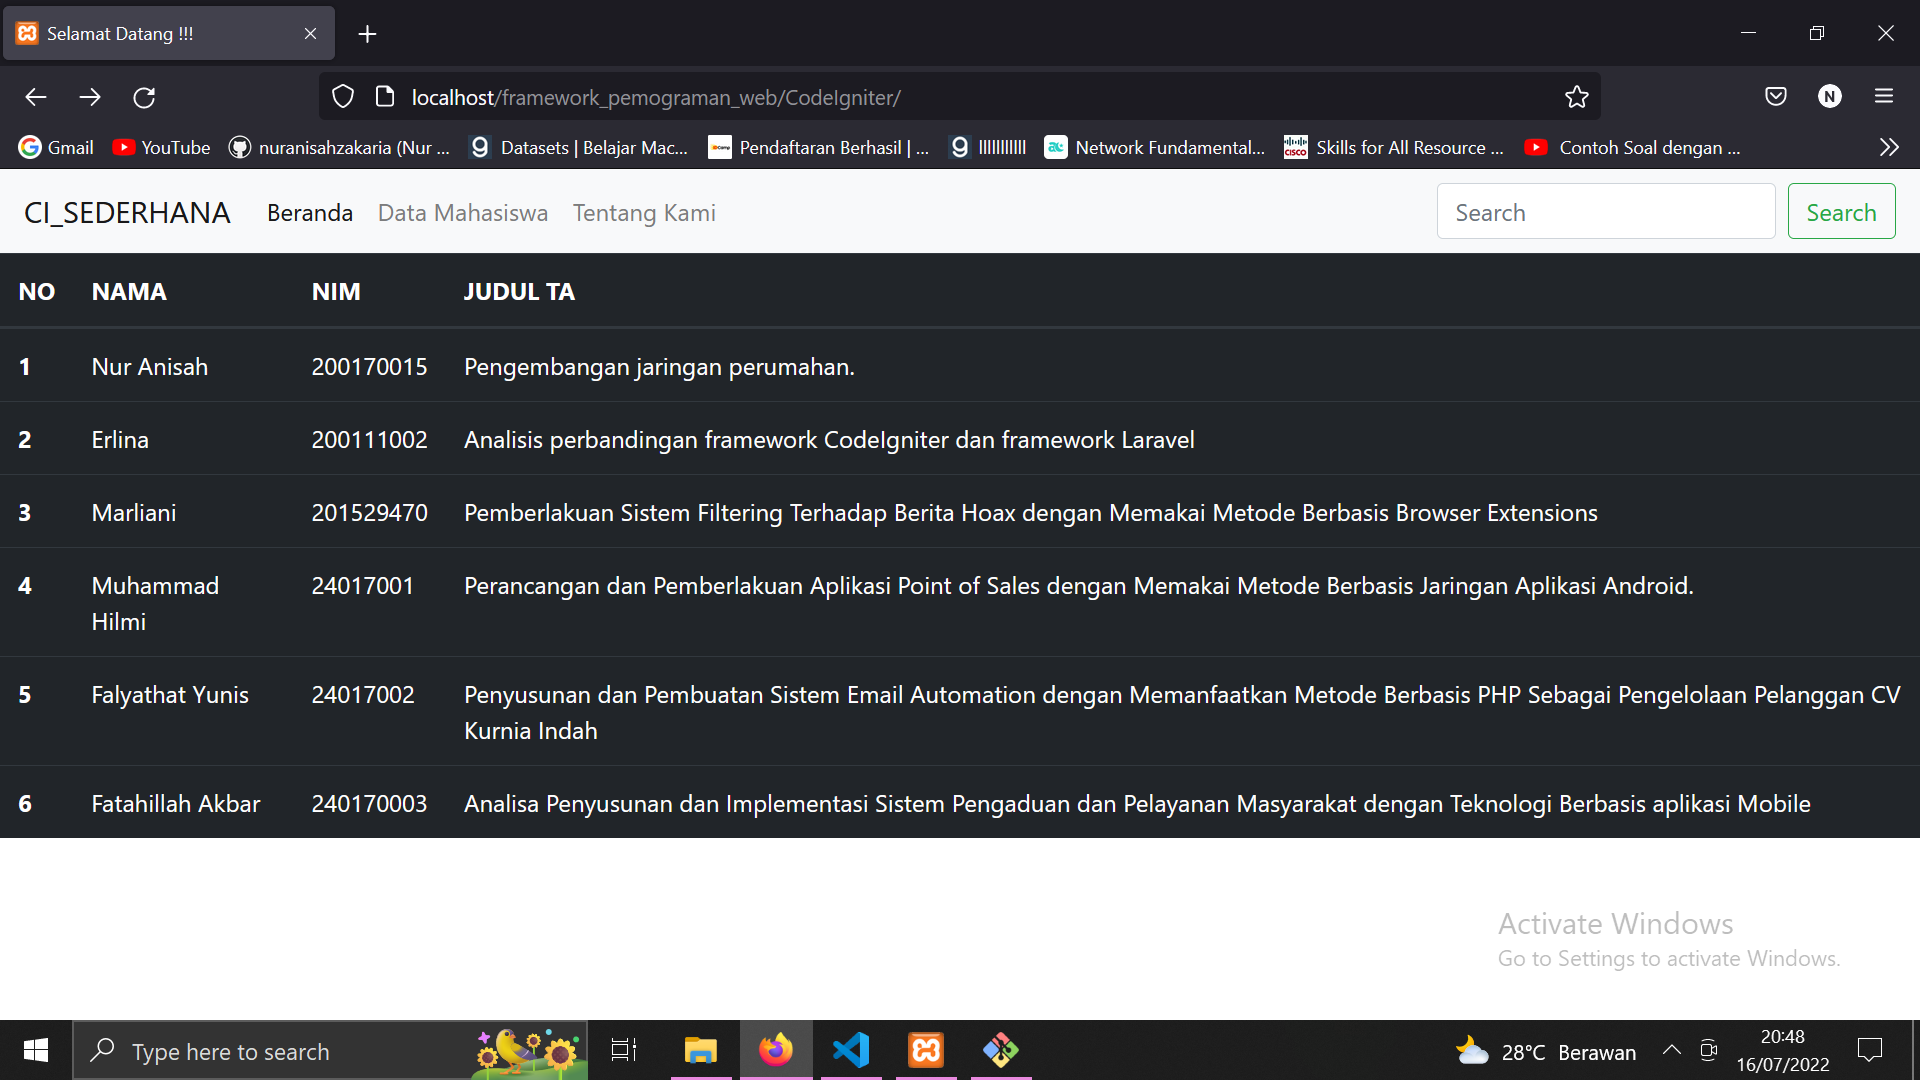 Selamat Datang !!!
localhost/framework_pemograman_web/CodeIgniter/
N
Gmail YouTube nuranisahzakaria (Nur ... Datasets | Belajar Mac... Pendaftaran Berhasil | ... llllllllll Network Fundamental... Skills for All Resource ... Contoh Soal dengan ...
CI_SEDERHANA Beranda Data Mahasiswa Tentang Kami Search Search
NO NAMA NIM JUDUL TA
1 Nur Anisah 200170015 Pengembangan jaringan perumahan.
2 Erlina 200111002 Analisis perbandingan framework CodeIgniter dan framework Laravel
3 Marliani 201529470 Pemberlakuan Sistem Filtering Terhadap Berita Hoax dengan Memakai Metode Berbasis Browser Extensions
4 Muhammad 24017001 Perancangan dan Pemberlakuan Aplikasi Point of Sales dengan Memakai Metode Berbasis Jaringan Aplikasi Android.
Hilmi
5 Falyathat Yunis 24017002 Penyusunan dan Pembuatan Sistem Email Automation dengan Memanfaatkan Metode Berbasis PHP Sebagai Pengelolaan Pelanggan CV
Kurnia Indah
6 Fatahillah Akbar 240170003 Analisa Penyusunan dan Implementasi Sistem Pengaduan dan Pelayanan Masyarakat dengan Teknologi Berbasis aplikasi Mobile
Activate Windows
Go to Settings to activate Windows.
Type here to search
28°C Berawan
20:48
16/07/2022